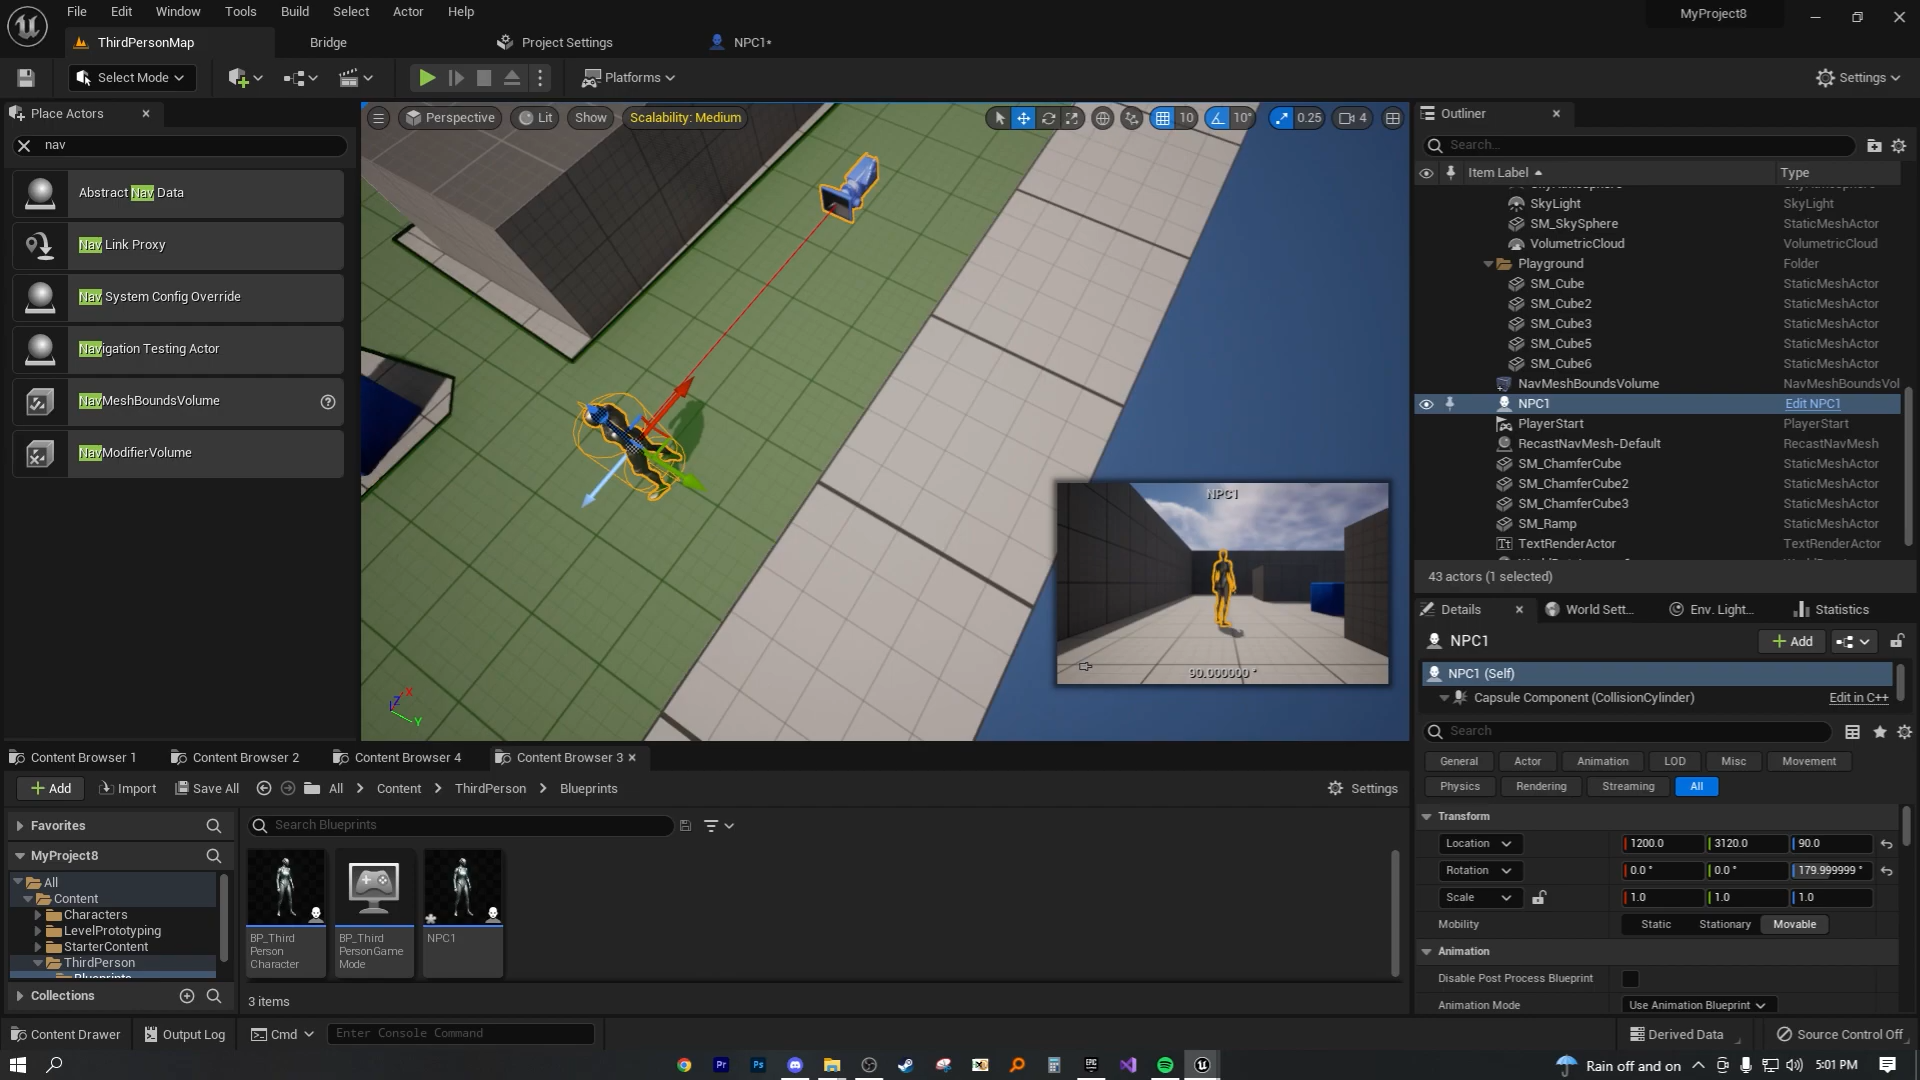 File Edit Window Tools Build Select Actor Help
MyProject8
ThirdPersonMap
Bridge
Project Settings
NPC1*
Select Mode
Platforms
Settings
Place Actors
nav
Abstract Nav Data
Nav Link Proxy
Nav System Config Override
Navigation Testing Actor
NavMeshBoundsVolume
NavModifierVolume
Perspective
Lit
Show
Scalability: Medium
10
10°
0.25
4
X
Z
Y
NPC1
90.000000 °
Outliner
Search...
Item Label
Type
SkyLight SkyLight
SM_SkySphere StaticMeshActor
VolumetricCloud VolumetricCloud
Playground Folder
SM_Cube StaticMeshActor
SM_Cube2 StaticMeshActor
SM_Cube3 StaticMeshActor
SM_Cube5 StaticMeshActor
SM_Cube6 StaticMeshActor
NavMeshBoundsVolume NavMeshBoundsVol
NPC1 Edit NPC1
PlayerStart PlayerStart
RecastNavMesh-Default RecastNavMesh
SM_ChamferCube StaticMeshActor
SM_ChamferCube2 StaticMeshActor
SM_ChamferCube3 StaticMeshActor
SM_Ramp StaticMeshActor
TextRenderActor TextRenderActor
43 actors (1 selected)
Details
World Sett...
Env. Light...
Statistics
NPC1
Add
NPC1 (Self)
Capsule Component (CollisionCylinder) Edit in C++
Search
General Actor Animation LOD Misc Movement
Physics Rendering Streaming All
Transform
Location 1200.0 3120.0 90.0
Rotation 0.0 ° 0.0 ° 179.999999 °
Scale 1.0 1.0 1.0
Mobility Static Stationary Movable
Animation
Disable Post Process Blueprint
Animation Mode Use Animation Blueprint
Content Browser 1
Content Browser 2
Content Browser 4
Content Browser 3
Add
Import
Save All
All
Content
ThirdPerson
Blueprints
Settings
Favorites
MyProject8
All
Content
Characters
LevelPrototyping
StarterContent
ThirdPerson
Blueprints
Collections
Search Blueprints
BP_Third
Person
Character
BP_Third
PersonGame
Mode
NPC1
3 items
Content Drawer
Output Log
Cmd
Enter Console Command
Derived Data
Source Control Off
Pr
Ps
EPIC
Rain off and on
5:01 PM